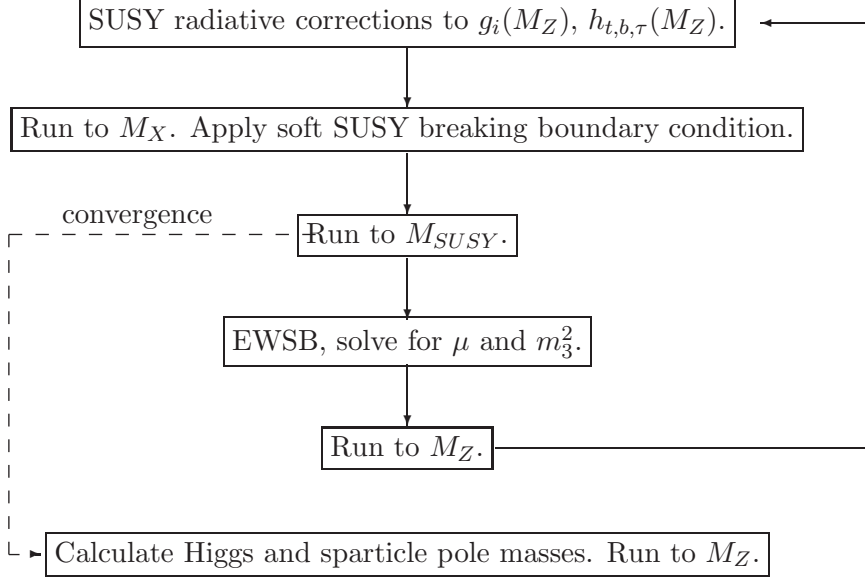 SUSY radiative corrections to $g_i(M_Z)$, $h_{t,b,\tau}(M_Z)$.
Run to $M_X$. Apply soft SUSY breaking boundary condition.
convergence
Run to $M_{SUSY}$.
EWSB, solve for $\mu$ and $m_3^2$.
Run to $M_Z$.
Calculate Higgs and sparticle pole masses. Run to $M_Z$.